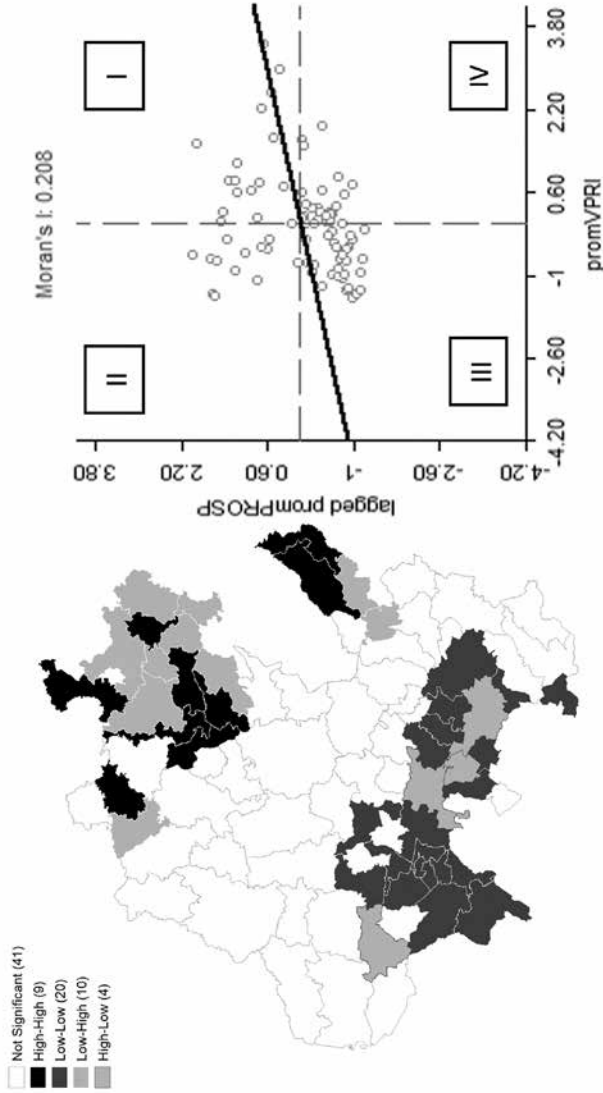 Not Significant (41)
High-High (9)
Low-Low (20)
Low-High (10)
High-Low (4)
Moran's I: 0.208
I
II
III
IV
lagged promPROSP
3.80
2.20
0.60
-1
-2.60
-4.20
-4.20
-2.60
-1
0.60
2.20
3.80
promVPRI